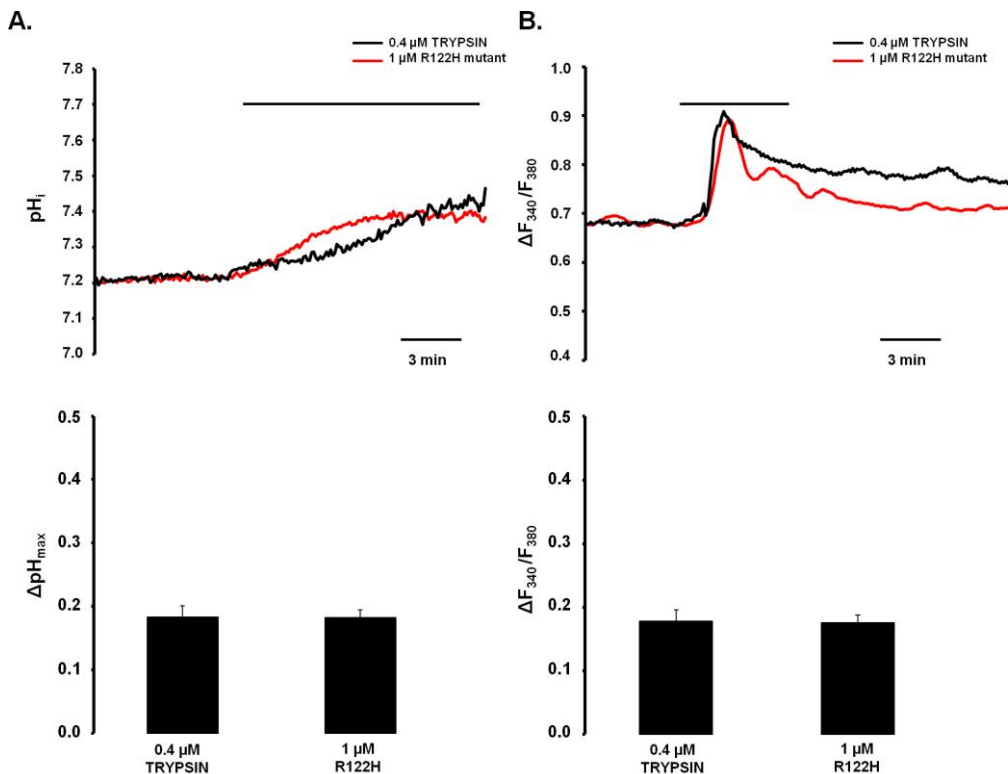 A.
0.4 µM TRYPSIN
1 µM R122H mutant
7.8
7.7
7.6
7.5
7.4
7.3
7.2
7.1
7.0
pHi
3 min
B.
0.4 µM TRYPSIN
1 µM R122H mutant
1.0
0.9
0.8
0.7
0.6
0.5
0.4
ΔF340/F380
3 min
0.5
0.4
0.3
0.2
0.1
0.0
ΔpHmax
0.4 µM
TRYPSIN
1 µM
R122H
0.5
0.4
0.3
0.2
0.1
0.0
ΔF340/F380
0.4 µM
TRYPSIN
1 µM
R122H